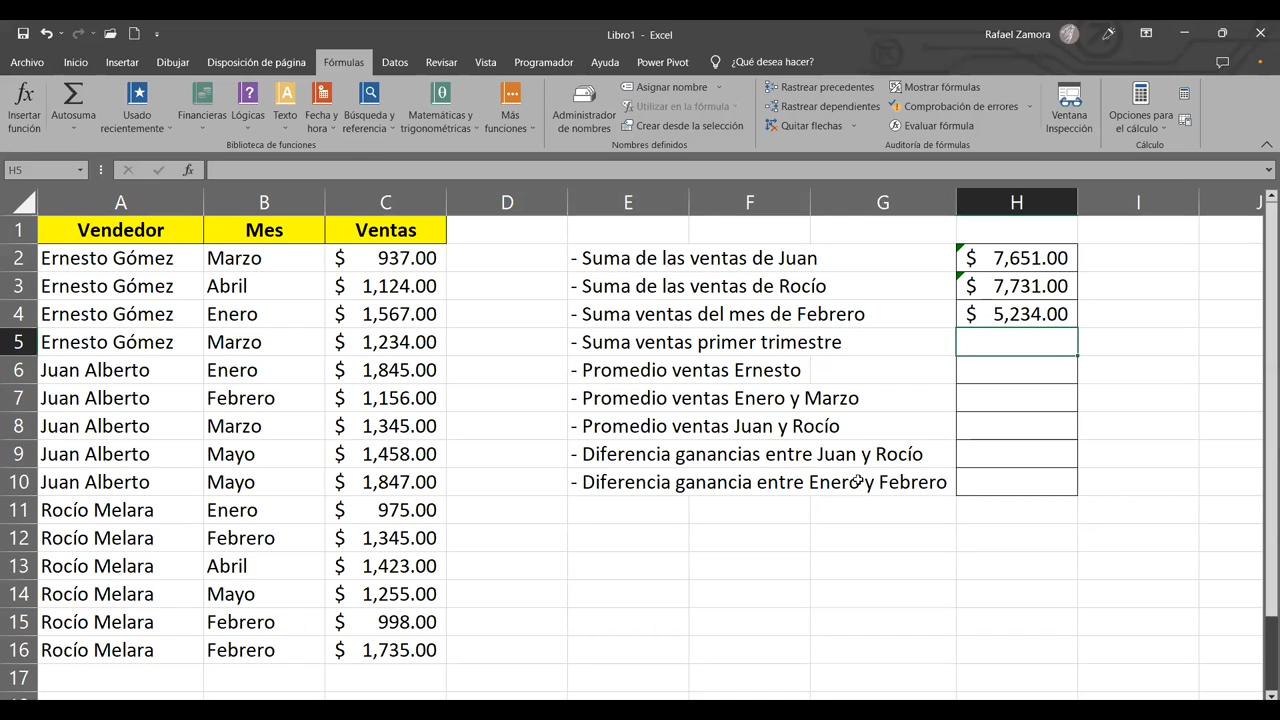 Libro1 - Excel
Rafael Zamora
Archivo Inicio Insertar Dibujar Disposición de página Fórmulas Datos Revisar Vista Programador Ayuda Power Pivot ¿Qué desea hacer?
fx Insertar función
Σ Autosuma
Usado recientemente
Financieras
? Lógicas
A Texto
Fecha y hora
Búsqueda y referencia
θ Matemáticas y trigonométricas
Más funciones
Biblioteca de funciones
Administrador de nombres
Asignar nombre
Utilizar en la fórmula
Crear desde la selección
Nombres definidos
Rastrear precedentes
Rastrear dependientes
Quitar flechas
Mostrar fórmulas
Comprobación de errores
Evaluar fórmula
Auditoría de fórmulas
Ventana Inspección
Opciones para el cálculo
Cálculo
H5 fx
A B C D E F G H I J
1 Vendedor Mes Ventas
2 Ernesto Gómez Marzo $ 937.00 - Suma de las ventas de Juan $ 7,651.00
3 Ernesto Gómez Abril $ 1,124.00 - Suma de las ventas de Rocío $ 7,731.00
4 Ernesto Gómez Enero $ 1,567.00 - Suma ventas del mes de Febrero $ 5,234.00
5 Ernesto Gómez Marzo $ 1,234.00 - Suma ventas primer trimestre
6 Juan Alberto Enero $ 1,845.00 - Promedio ventas Ernesto
7 Juan Alberto Febrero $ 1,156.00 - Promedio ventas Enero y Marzo
8 Juan Alberto Marzo $ 1,345.00 - Promedio ventas Juan y Rocío
9 Juan Alberto Mayo $ 1,458.00 - Diferencia ganancias entre Juan y Rocío
10 Juan Alberto Mayo $ 1,847.00 - Diferencia ganancia entre Enero y Febrero
11 Rocío Melara Enero $ 975.00
12 Rocío Melara Febrero $ 1,345.00
13 Rocío Melara Abril $ 1,423.00
14 Rocío Melara Mayo $ 1,255.00
15 Rocío Melara Febrero $ 998.00
16 Rocío Melara Febrero $ 1,735.00
17